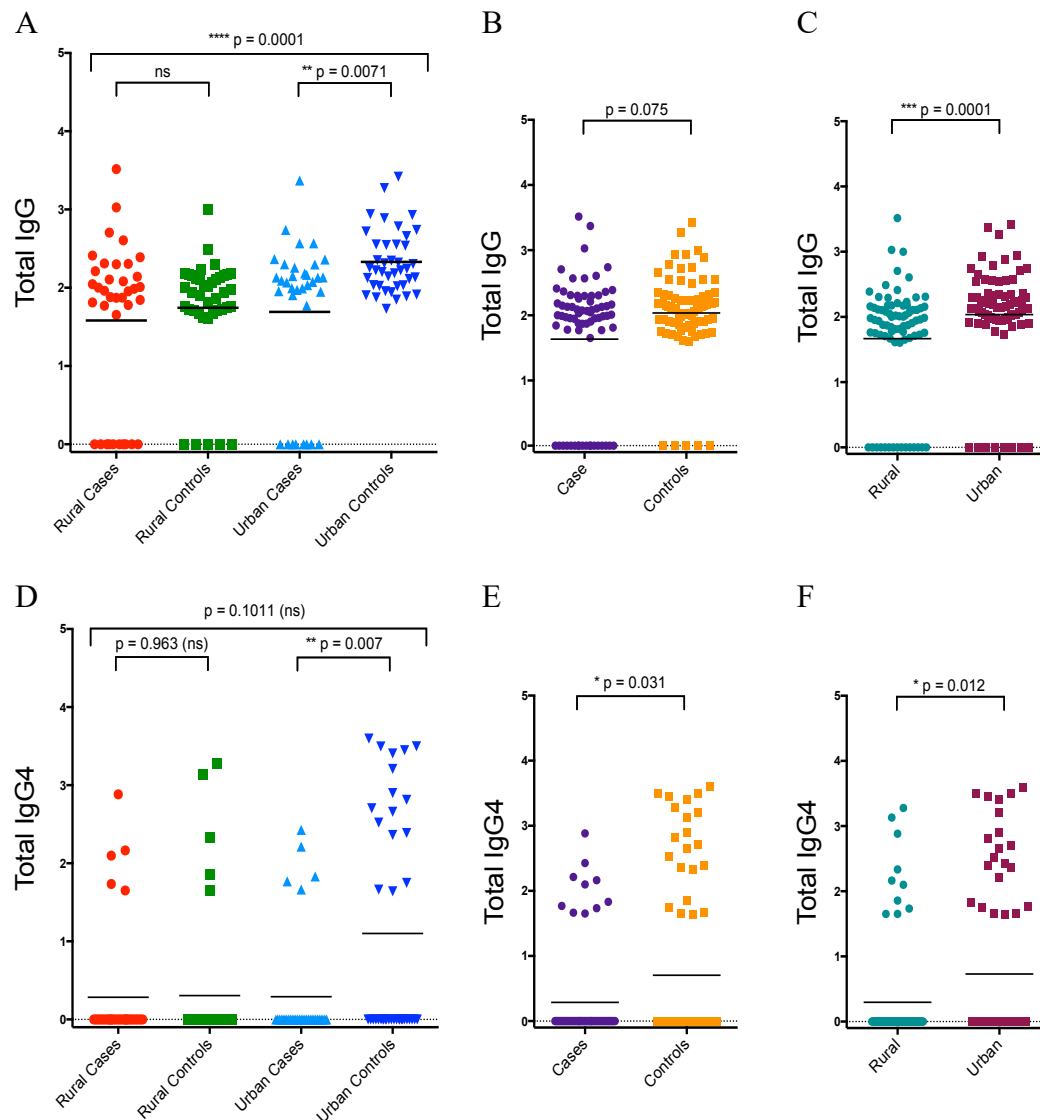 A
**** p = 0.0001
ns
** p = 0.0071
Total IgG
5
4
3
2
1
0
Rural Cases
Rural Controls
Urban Cases
Urban Controls
B
p = 0.075
Total IgG
5
4
3
2
1
0
Case
Controls
C
*** p = 0.0001
Total IgG
5
4
3
2
1
0
Rural
Urban
D
p = 0.1011 (ns)
p = 0.963 (ns)
** p = 0.007
Total IgG4
5
4
3
2
1
0
Rural Cases
Rural Controls
Urban Cases
Urban Controls
E
* p = 0.031
Total IgG4
5
4
3
2
1
0
Cases
Controls
F
* p = 0.012
Total IgG4
5
4
3
2
1
0
Rural
Urban